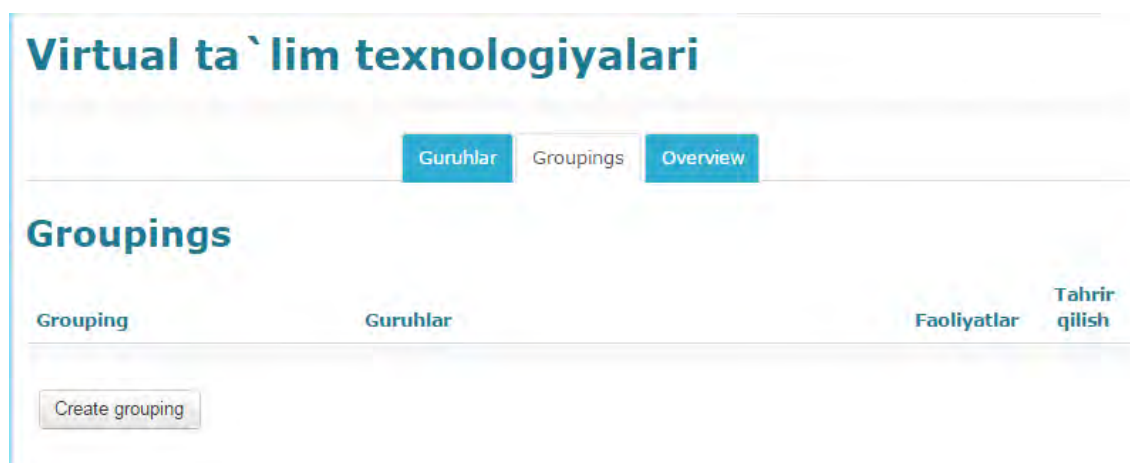 Virtual ta`lim texnologiyalari
Guruhlar Groupings Overview
Groupings
Grouping Guruhlar Faoliyatlar Tahrir qilish
Create grouping